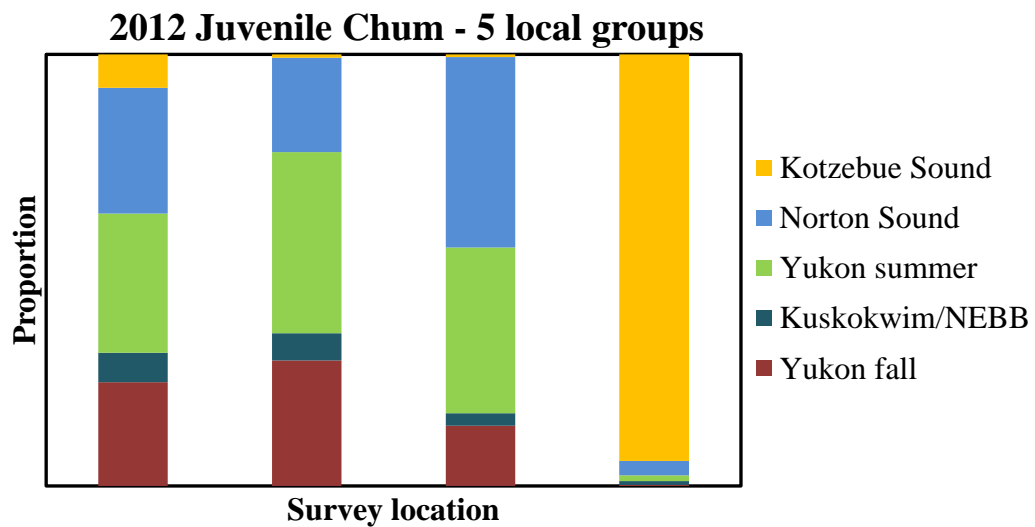 2012 Juvenile Chum - 5 local groups
Proportion
Kotzebue Sound
Norton Sound
Yukon summer
Kuskokwim/NEBB
Yukon fall
Survey location